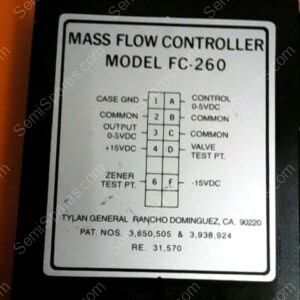 MASS FLOW CONTROLLER
MODEL FC-260
CASE GND 1 A CONTROL 0-5VDC
COMMON 2 B COMMON
OUTPUT 0-5VDC 3 C COMMON
+15VDC 4 D VALVE TEST PT.
ZENER TEST PT. 6 F -15VDC
TYLAN GENERAL RANCHO DOMINGUEZ, CA. 90220
PAT. NOS. 3,650,505 & 3,938,924
RE. 31,570
SemiSpares.com